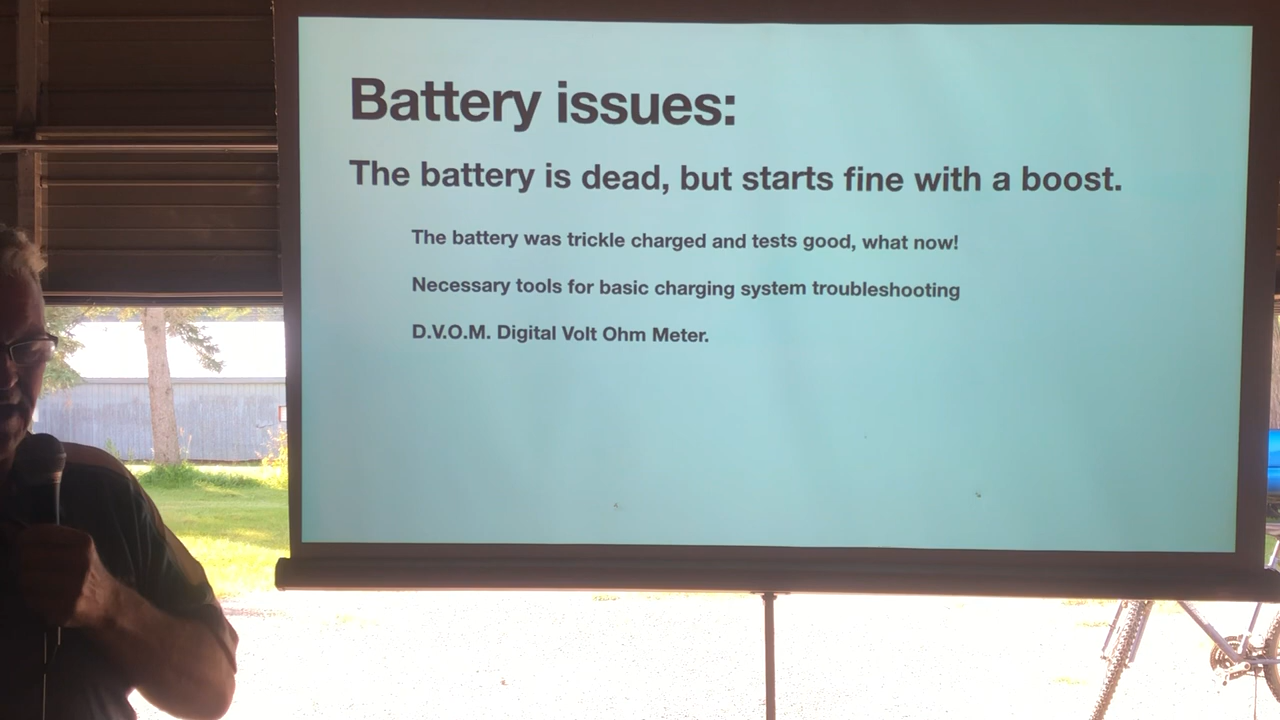 Battery issues:
The battery is dead, but starts fine with a boost.
The battery was trickle charged and tests good, what now!
Necessary tools for basic charging system troubleshooting
D.V.O.M. Digital Volt Ohm Meter.